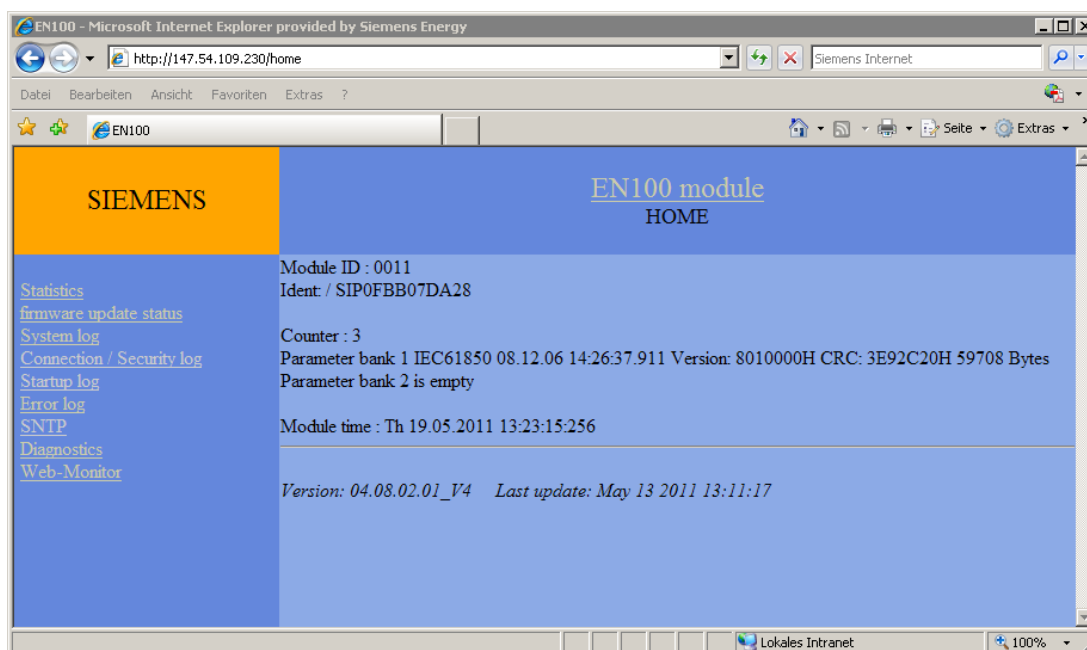 EN100 - Microsoft Internet Explorer provided by Siemens Energy
http://147.54.109.230/home
Siemens Internet
Datei Bearbeiten Ansicht Favoriten Extras ?
EN100
Seite Extras
SIEMENS
EN100 module
HOME
Statistics
firmware update status
System log
Connection / Security log
Startup log
Error log
SNTP
Diagnostics
Web-Monitor
Module ID : 0011
Ident: / SIP0FBB07DA28
Counter : 3
Parameter bank 1 IEC61850 08.12.06 14:26:37.911 Version: 8010000H CRC: 3E92C20H 59708 Bytes
Parameter bank 2 is empty
Module time : Th 19.05.2011 13:23:15:256
Version: 04.08.02.01_V4 Last update: May 13 2011 13:11:17
Lokales Intranet
100%